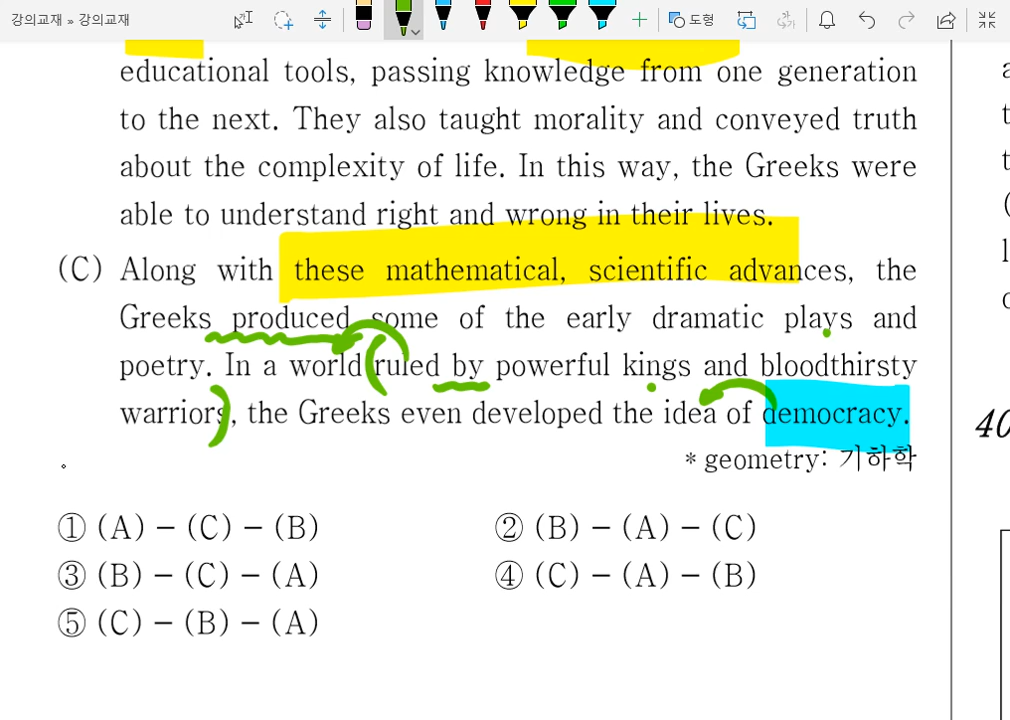 강의교재 » 강의교재
도형
educational tools, passing knowledge from one generation
to the next. They also taught morality and conveyed truth
about the complexity of life. In this way, the Greeks were
able to understand right and wrong in their lives.
(C) Along with these mathematical, scientific advances, the
Greeks produced some of the early dramatic plays and
poetry. In a world ruled by powerful kings and bloodthirsty
warriors, the Greeks even developed the idea of democracy.
* geometry: 기하학
① (A) – (C) – (B)
② (B) – (A) – (C)
③ (B) – (C) – (A)
④ (C) – (A) – (B)
⑤ (C) – (B) – (A)
40